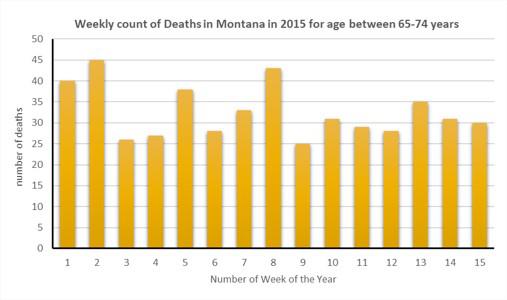 Weekly count of Deaths in Montana in 2015 for age between 65-74 years
50
45
40
35
30
25
20
15
10
5
0
number of deaths
1 2 3 4 5 6 7 8 9 10 11 12 13 14 15
Number of Week of the Year